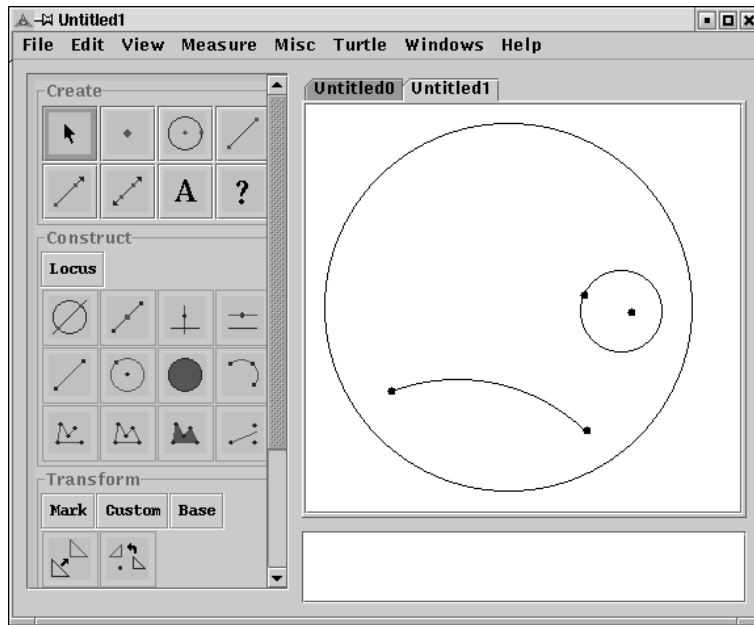 Untitled1
File Edit View Measure Misc Turtle Windows Help
Create
A ?
Construct
Locus
Transform
Mark Custom Base
Untitled0 Untitled1